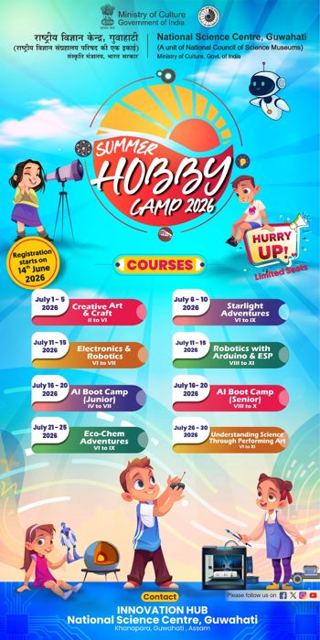 Ministry of Culture
Government of India
राष्ट्रीय विज्ञान केन्द्र, गुवाहाटी
(राष्ट्रीय विज्ञान संग्रहालय परिषद की एक इकाई)
संस्कृति मंत्रालय, भारत सरकार
National Science Centre, Guwahati
(A unit of National Council of Science Museums)
Ministry of Culture, Govt. of India
SUMMER
HOBBY
CAMP 2026
Registration
starts on
14th June
2026
HURRY
UP!
Limited Seats
COURSES
July 1 - 5
2026
Creative Art
& Craft
II to VI
July 6 - 10
2026
Starlight
Adventures
VI to IX
July 11 - 15
2026
Electronics &
Robotics
VI to VII
July 11 - 15
2026
Robotics with
Arduino & ESP
VIII to XI
July 16 - 20
2026
AI Boot Camp
(Junior)
IV to VII
July 16 - 20
2026
AI Boot Camp
(Senior)
VIII to X
July 21 - 25
2026
Eco-Chem
Adventures
VI to IX
July 26 - 30
2026
Understanding Science
Through Performing Art
Please follow us on
Contact
INNOVATION HUB
National Science Centre, Guwahati
Khanapara, Guwahati, Assam